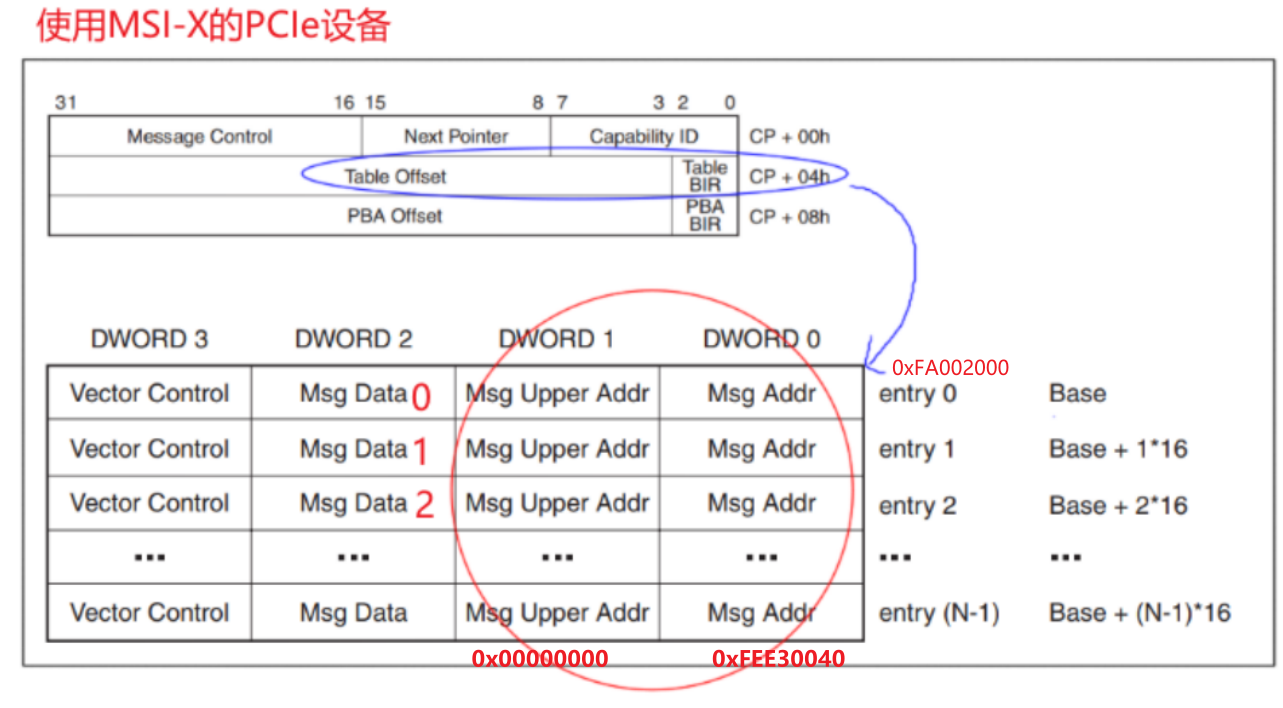 使用MSI-X的PCIe设备
31 16 15 8 7 3 2 0
Message Control Next Pointer Capability ID CP + 00h
Table Offset Table BIR CP + 04h
PBA Offset PBA BIR CP + 08h
DWORD 3 DWORD 2 DWORD 1 DWORD 0
0xFA002000
Vector Control Msg Data 0 Msg Upper Addr Msg Addr entry 0 Base
Vector Control Msg Data 1 Msg Upper Addr Msg Addr entry 1 Base + 1*16
Vector Control Msg Data 2 Msg Upper Addr Msg Addr entry 2 Base + 2*16
... ... ... ... ... ...
Vector Control Msg Data Msg Upper Addr Msg Addr entry (N-1) Base + (N-1)*16
0x00000000 0xFEE30040